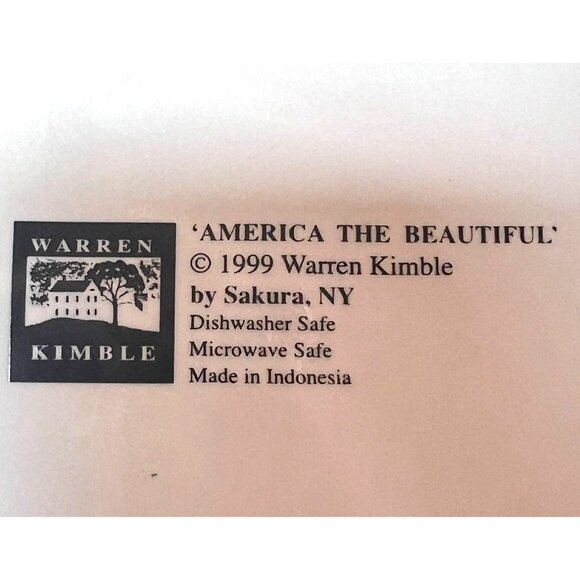 WARREN
KIMBLE
'AMERICA THE BEAUTIFUL'
© 1999 Warren Kimble
by Sakura, NY
Dishwasher Safe
Microwave Safe
Made in Indonesia